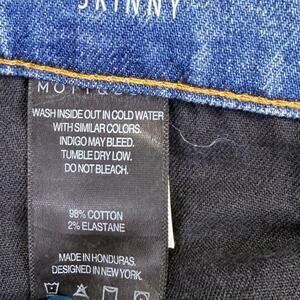 SKINNY
WASH INSIDE OUT IN COLD WATER
WITH SIMILAR COLORS.
INDIGO MAY BLEED.
TUMBLE DRY LOW.
DO NOT BLEACH.
98% COTTON
2% ELASTANE
MADE IN HONDURAS.
DESIGNED IN NEW YORK.